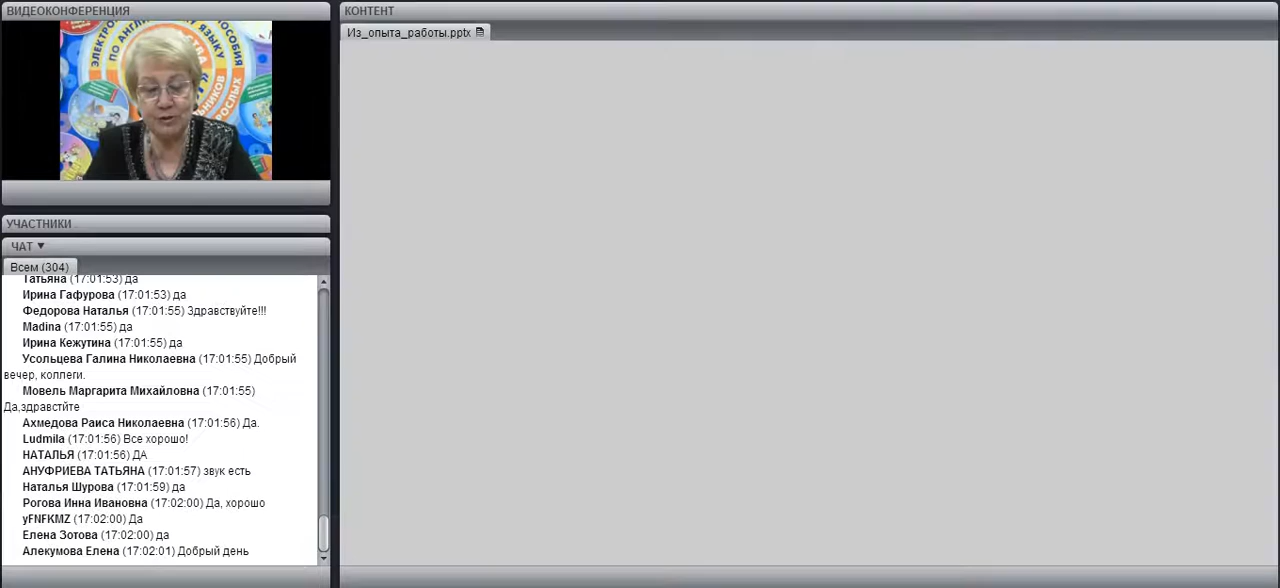 ВИДЕОКОНФЕРЕНЦИЯ
КОНТЕНТ
Из_опыта_работы.pptx
УЧАСТНИКИ
ЧАТ
Всем (304)
Татьяна (17:01:53) да
Ирина Гафурова (17:01:53) да
Федорова Наталья (17:01:55) Здравствуйте!!!
Madina (17:01:55) да
Ирина Кежутина (17:01:55) да
Усольцева Галина Николаевна (17:01:55) Добрый
вечер, коллеги.
Мовель Маргарита Михайловна (17:01:55)
Да,здравстйте
Ахмедова Раиса Николаевна (17:01:56) Да.
Ludmila (17:01:56) Все хорошо!
НАТАЛЬЯ (17:01:56) ДА
АНУФРИЕВА ТАТЬЯНА (17:01:57) звук есть
Наталья Шурова (17:01:59) да
Рогова Инна Ивановна (17:02:00) Да, хорошо
yFNFKMZ (17:02:00) Да
Елена Зотова (17:02:00) да
Алекумова Елена (17:02:01) Добрый день